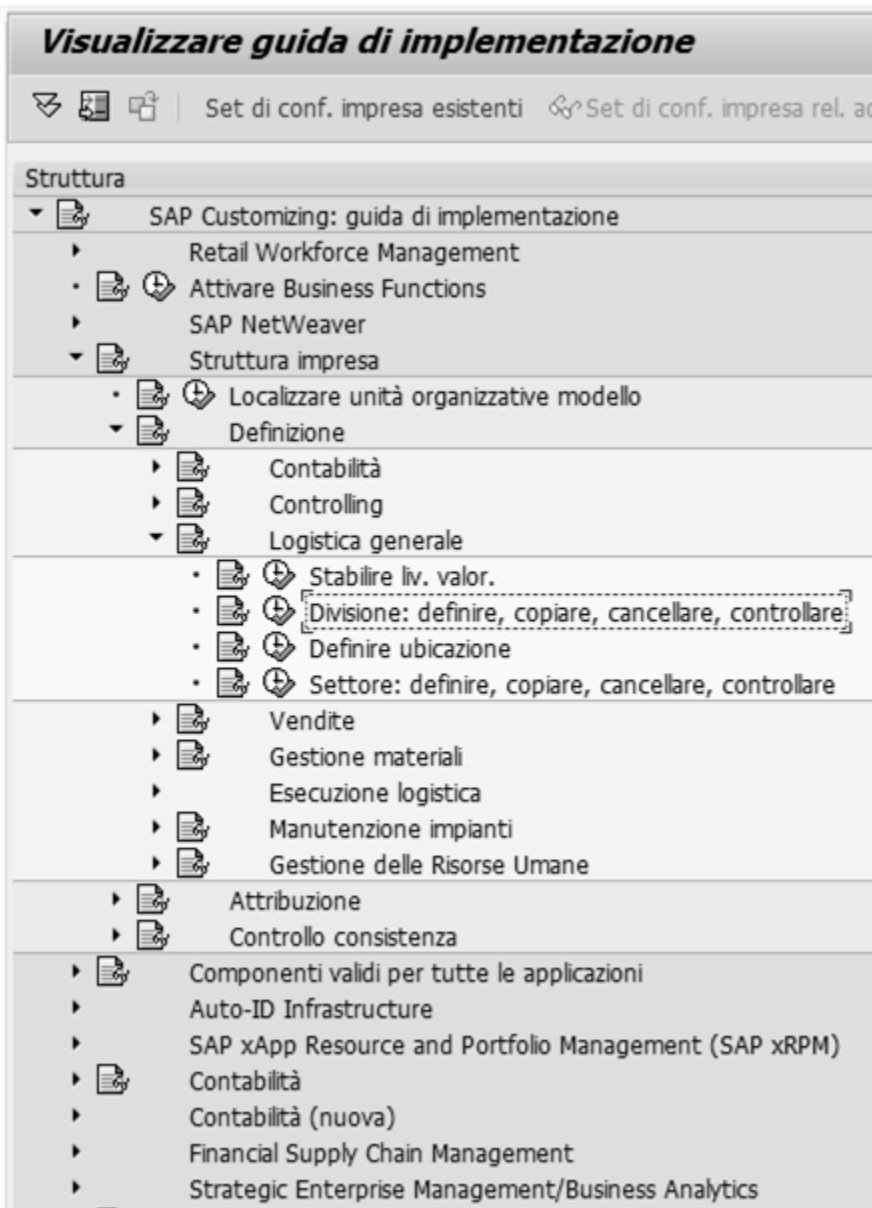 Visualizzare guida di implementazione
Set di conf. impresa esistenti Set di conf. impresa rel.
Struttura
SAP Customizing: guida di implementazione
Retail Workforce Management
Attivare Business Functions
SAP NetWeaver
Struttura impresa
Localizzare unità organizzative modello
Definizione
Contabilità
Controlling
Logistica generale
Stabilire liv. valor.
Divisione: definire, copiare, cancellare, controllare
Definire ubicazione
Settore: definire, copiare, cancellare, controllare
Vendite
Gestione materiali
Esecuzione logistica
Manutenzione impianti
Gestione delle Risorse Umane
Attribuzione
Controllo consistenza
Componenti validi per tutte le applicazioni
Auto-ID Infrastructure
SAP xApp Resource and Portfolio Management (SAP xRPM)
Contabilità
Contabilità (nuova)
Financial Supply Chain Management
Strategic Enterprise Management/Business Analytics